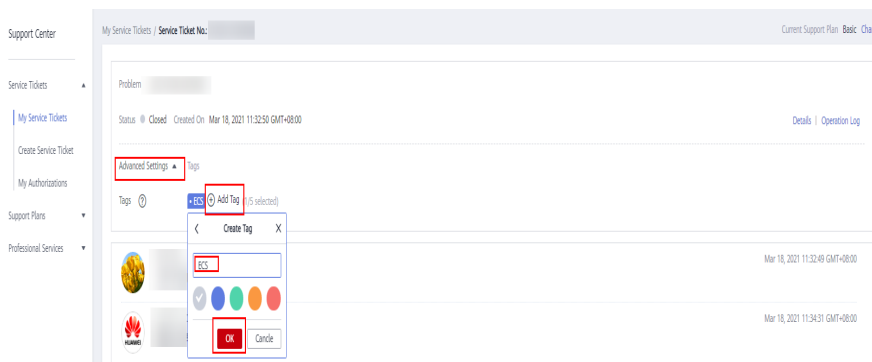 Support Center
My Service Tickets / Service Ticket No.:
Current Support Plan Basic Cha
Service Tickets
My Service Tickets
Create Service Ticket
My Authorizations
Support Plans
Professional Services
Problem
Status Closed Created On Mar 18, 2021 11:32:50 GMT+08:00
Details | Operation Log
Advanced Settings Tags
Tags ? • ECS Add Tag (1/5 selected)
Create Tag
ECS
OK Cancle
Mar 18, 2021 11:32:49 GMT+08:00
HUAWEI
Mar 18, 2021 11:34:31 GMT+08:00